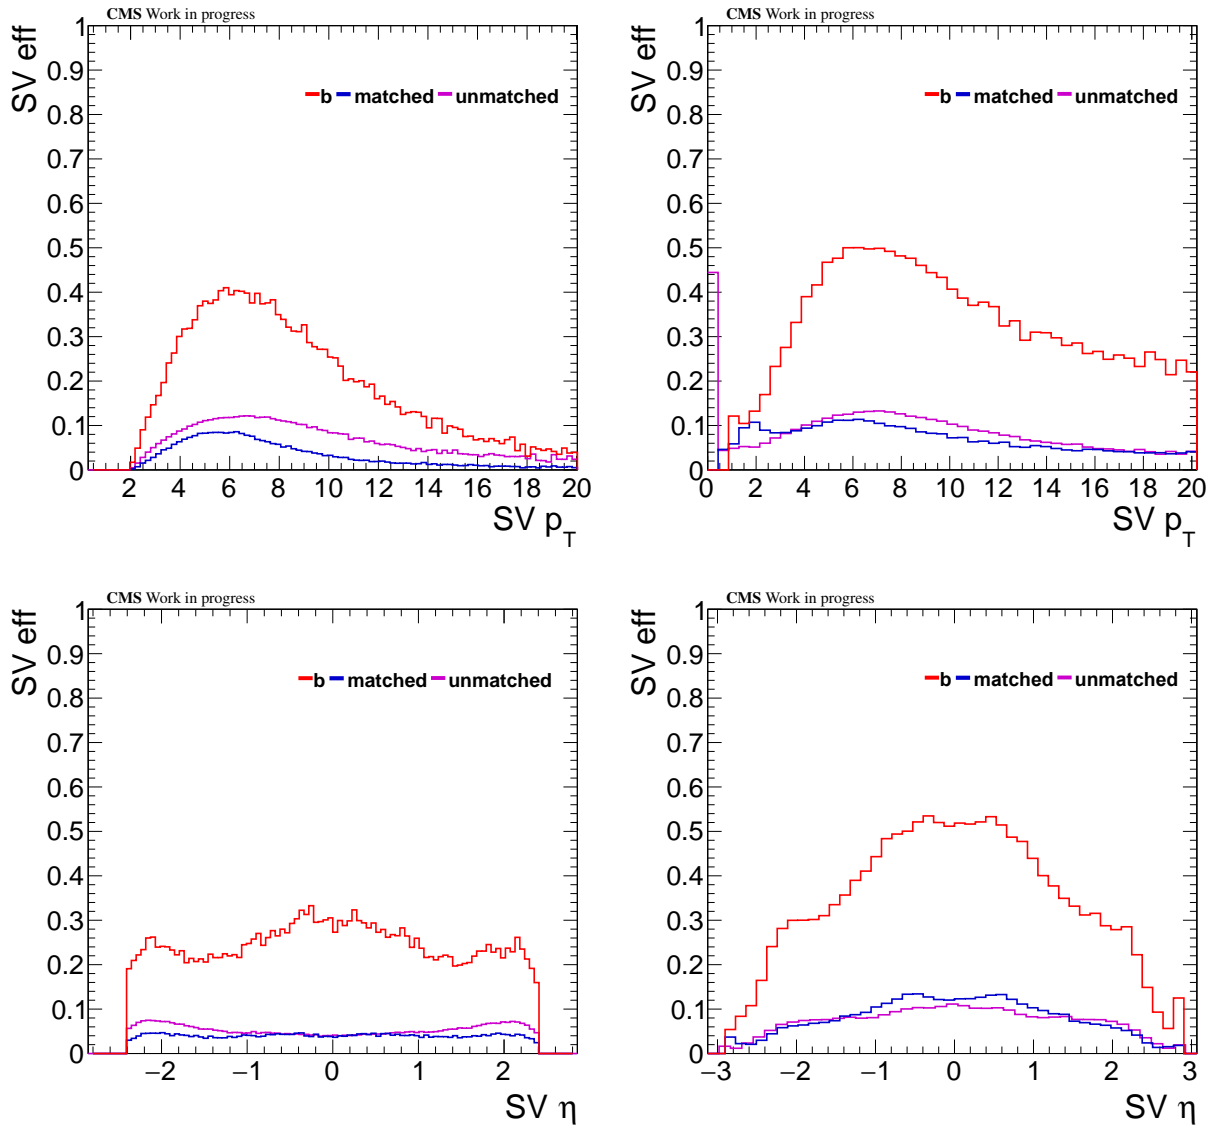 CMS Work in progress
SV eff
b matched unmatched
1
0.9
0.8
0.7
0.6
0.5
0.4
0.3
0.2
0.1
0
2 4 6 8 10 12 14 16 18 20
SV p_T
CMS Work in progress
SV eff
b matched unmatched
1
0.9
0.8
0.7
0.6
0.5
0.4
0.3
0.2
0.1
0
0 2 4 6 8 10 12 14 16 18 20
SV p_T
CMS Work in progress
SV eff
b matched unmatched
1
0.9
0.8
0.7
0.6
0.5
0.4
0.3
0.2
0.1
0
−2 −1 0 1 2
SV η
CMS Work in progress
SV eff
b matched unmatched
1
0.9
0.8
0.7
0.6
0.5
0.4
0.3
0.2
0.1
0
−3 −2 −1 0 1 2 3
SV η